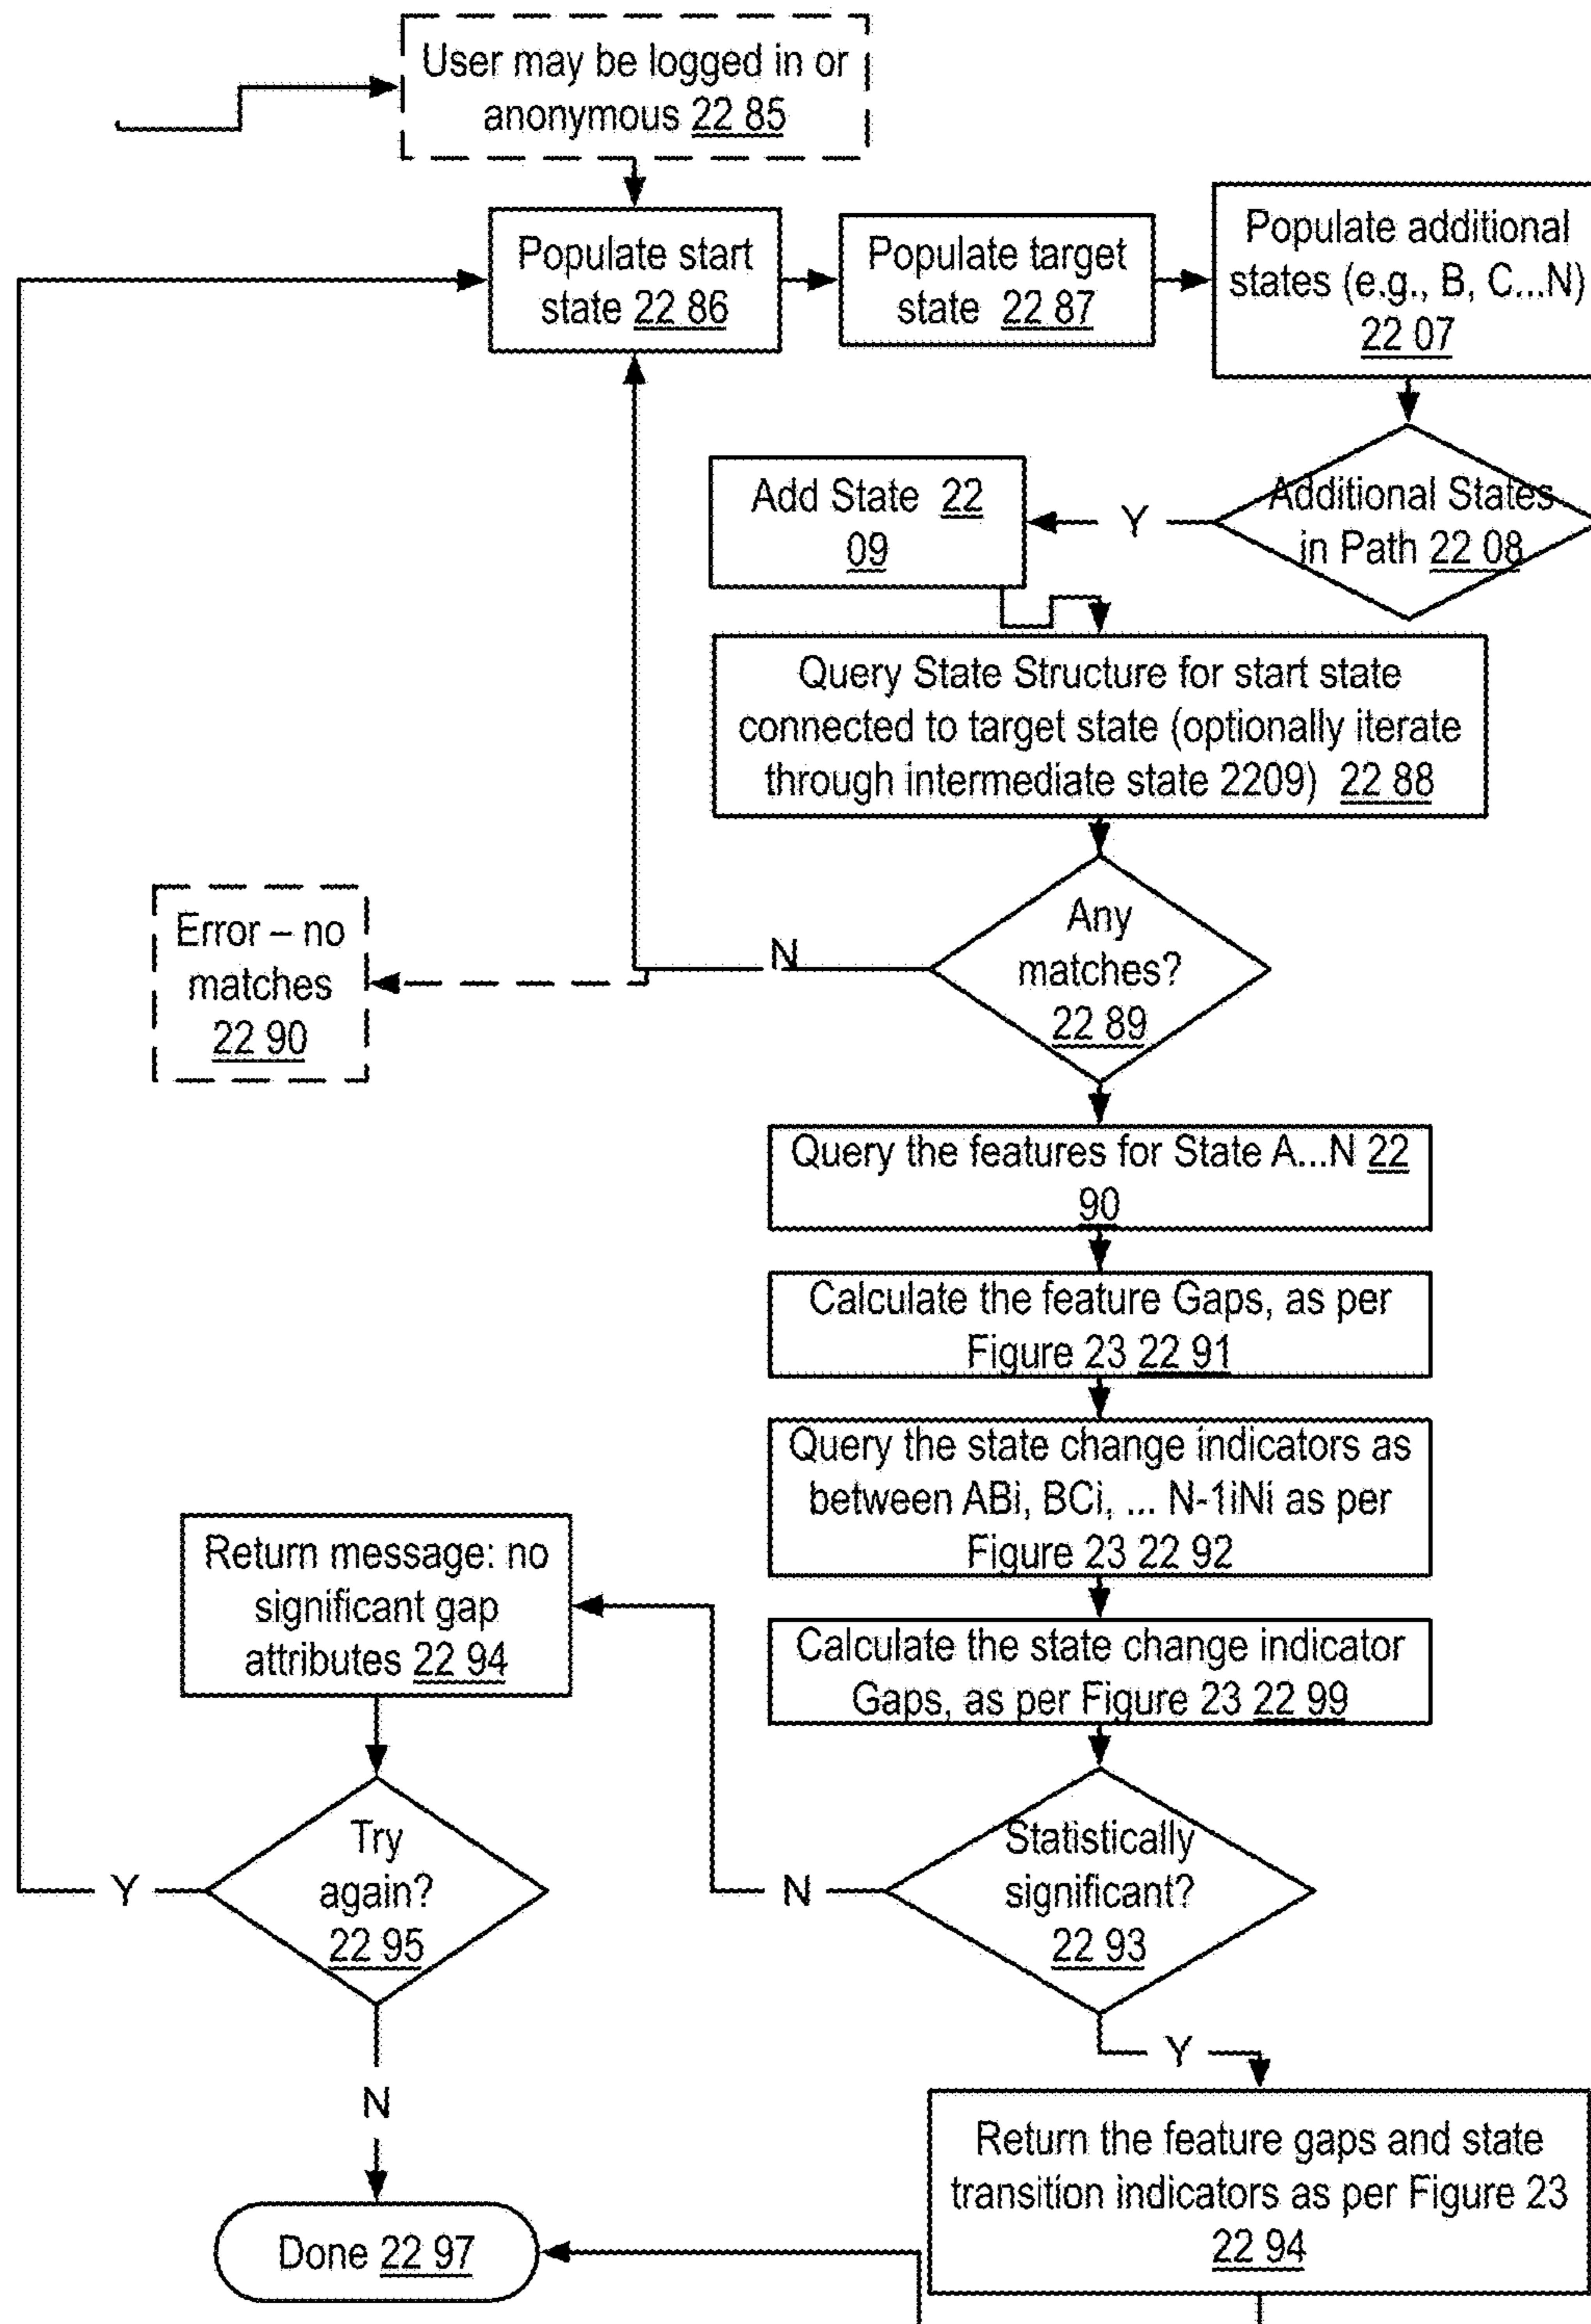 User may be logged in or
anonymous 22 85
Populate start
state 22 86
Populate target
state 22 87
Populate additional
states (e.g., B, C...N)
22 07
Additional States
in Path 22 08
Y
Add State 22
09
Query State Structure for start state
connected to target state (optionally iterate
through intermediate state 2209) 22 88
Any
matches?
22 89
N
Error – no
matches
22 90
Query the features for State A...N 22
90
Calculate the feature Gaps, as per
Figure 23 22 91
Query the state change indicators as
between ABi, BCi, ... N-1iNi as per
Figure 23 22 92
Calculate the state change indicator
Gaps, as per Figure 23 22 99
Statistically
significant?
22 93
N
Return message: no
significant gap
attributes 22 94
Try
again?
22 95
Y
N
Y
Return the feature gaps and state
transition indicators as per Figure 23
22 94
Done 22 97